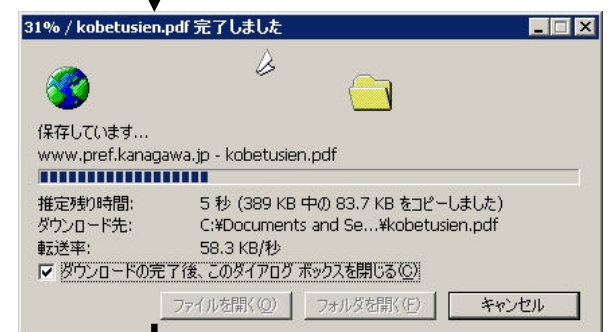 31% / kobetusien.pdf 完了しました
保存しています...
www.pref.kanagawa.jp - kobetusien.pdf
推定残り時間: 5 秒 (389 KB 中の 83.7 KB をコピーしました)
ダウンロード先: C:¥Documents and Se...¥kobetusien.pdf
転送率: 58.3 KB/秒
ダウンロードの完了後、このダイアログ ボックスを閉じる(C)
ファイルを開く(O) フォルダを開く(F) キャンセル